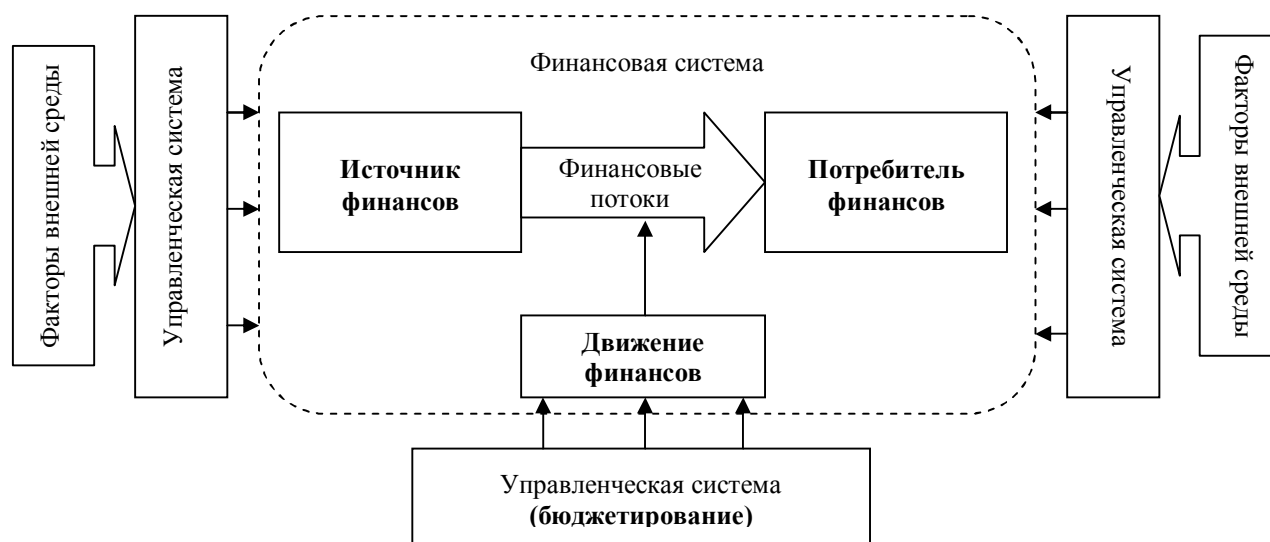 Факторы внешней среды
Управленческая система
Финансовая система
Источник
финансов
Финансовые
потоки
Потребитель
финансов
Движение
финансов
Управленческая система
(бюджетирование)
Управленческая система
Факторы внешней среды